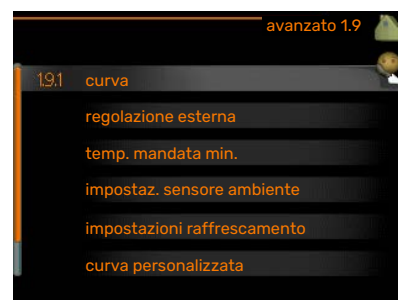 avanzato 1.9
1.9.1 curva
regolazione esterna
temp. mandata min.
impostaz. sensore ambiente
impostazioni raffrescamento
curva personalizzata